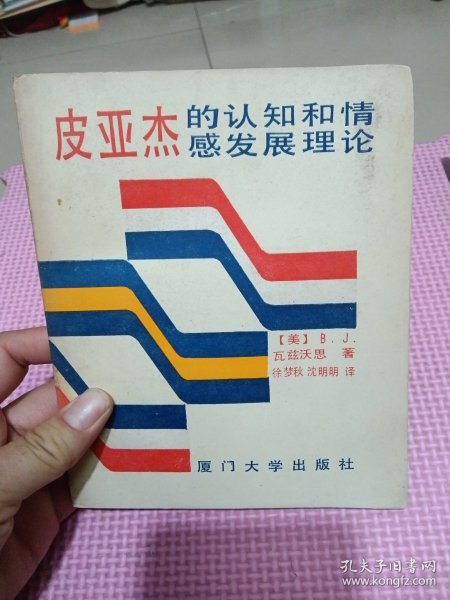 皮亚杰的认知和情
感发展理论
【美】B.J.
瓦兹沃思 著
徐梦秋 沈明明 译
厦门大学出版社
孔夫子旧书网
www.kongfz.com